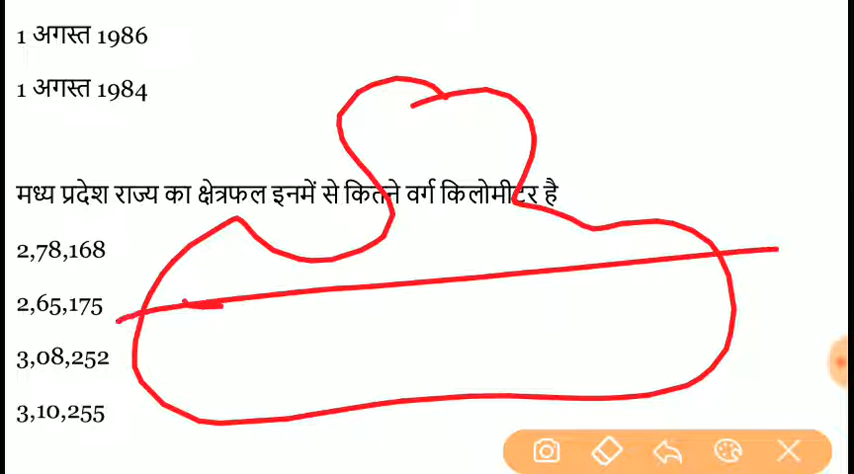 1 अगस्त 1986
1 अगस्त 1984
मध्य प्रदेश राज्य का क्षेत्रफल इनमें से कितने वर्ग किलोमीटर है
2,78,168
2,65,175
3,08,252
3,10,255